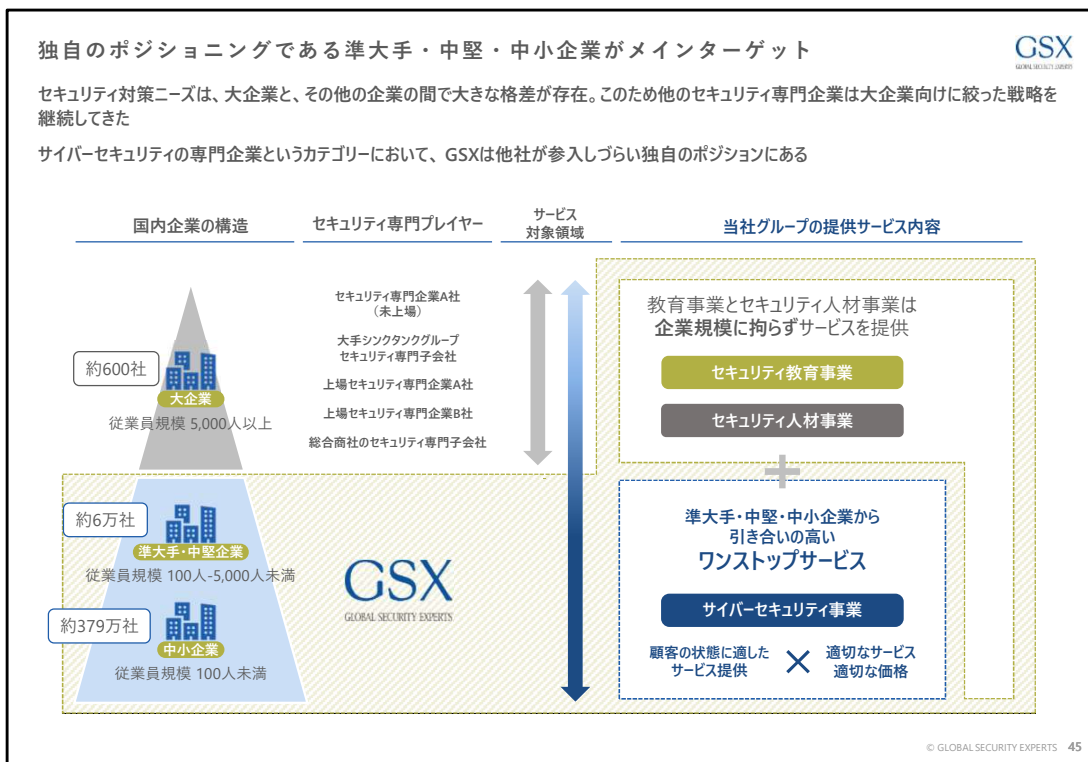 独自のポジショニングである準大手・中堅・中小企業がメインターゲット
GSX
GLOBAL SECURITY EXPERTS
セキュリティ対策ニーズは、大企業と、その他の企業の間で大きな格差が存在。このため他のセキュリティ専門企業は大企業向けに絞った戦略を
継続してきた
サイバーセキュリティの専門企業というカテゴリーにおいて、GSXは他社が参入しづらい独自のポジションにある
国内企業の構造
セキュリティ専門プレイヤー
サービス
対象領域
当社グループの提供サービス内容
約600社
大企業
従業員規模 5,000人以上
セキュリティ専門企業A社
（未上場）
大手シンクタンクグループ
セキュリティ専門子会社
上場セキュリティ専門企業A社
上場セキュリティ専門企業B社
総合商社のセキュリティ専門子会社
教育事業とセキュリティ人材事業は
企業規模に拘らずサービスを提供
セキュリティ教育事業
セキュリティ人材事業
+
約6万社
準大手・中堅企業
従業員規模 100人-5,000人未満
約379万社
中小企業
従業員規模 100人未満
GSX
GLOBAL SECURITY EXPERTS
準大手・中堅・中小企業から
引き合いの高い
ワンストップサービス
サイバーセキュリティ事業
顧客の状態に適した
サービス提供
×
適切なサービス
適切な価格
© GLOBAL SECURITY EXPERTS 45